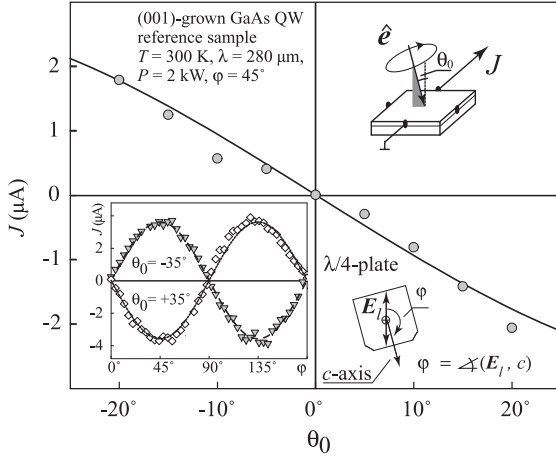 (001)-grown GaAs QW
reference sample
T = 300 K, λ = 280 μm,
P = 2 kW, φ = 45°
ê
θ₀
J
2
1
0
-1
-2
J (μA)
J (μA)
4
2
0
-2
-4
θ₀ = -35°
θ₀ = +35°
0°
45°
90°
135°
φ
λ/4-plate
E_l
φ
c-axis
φ = ∡(E_l, c)
-20°
-10°
0°
10°
20°
θ₀